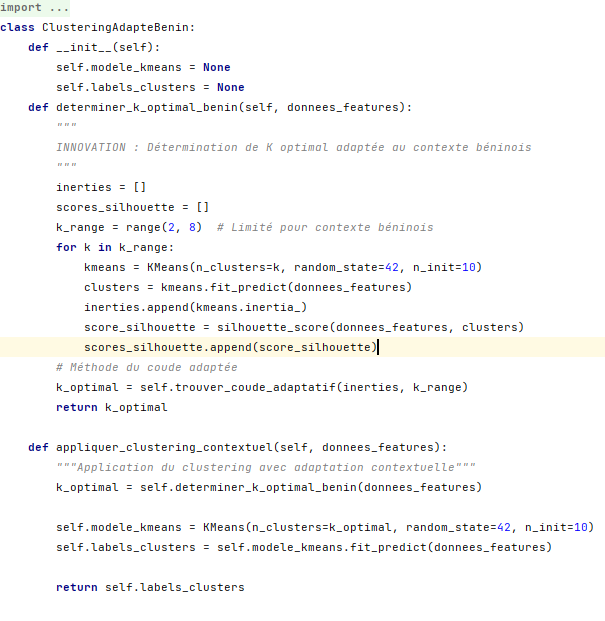 import ...
class ClusteringAdapteBenin:
    def __init__(self):
        self.modele_kmeans = None
        self.labels_clusters = None
    def determiner_k_optimal_benin(self, donnees_features):
        """
        INNOVATION : Détermination de K optimal adaptée au contexte béninois
        """
        inerties = []
        scores_silhouette = []
        k_range = range(2, 8)  # Limité pour contexte béninois
        for k in k_range:
            kmeans = KMeans(n_clusters=k, random_state=42, n_init=10)
            clusters = kmeans.fit_predict(donnees_features)
            inerties.append(kmeans.inertia_)
            score_silhouette = silhouette_score(donnees_features, clusters)
            scores_silhouette.append(score_silhouette)
        # Méthode du coude adaptée
        k_optimal = self.trouver_coude_adaptatif(inerties, k_range)
        return k_optimal

    def appliquer_clustering_contextuel(self, donnees_features):
        """Application du clustering avec adaptation contextuelle"""
        k_optimal = self.determiner_k_optimal_benin(donnees_features)

        self.modele_kmeans = KMeans(n_clusters=k_optimal, random_state=42, n_init=10)
        self.labels_clusters = self.modele_kmeans.fit_predict(donnees_features)

        return self.labels_clusters